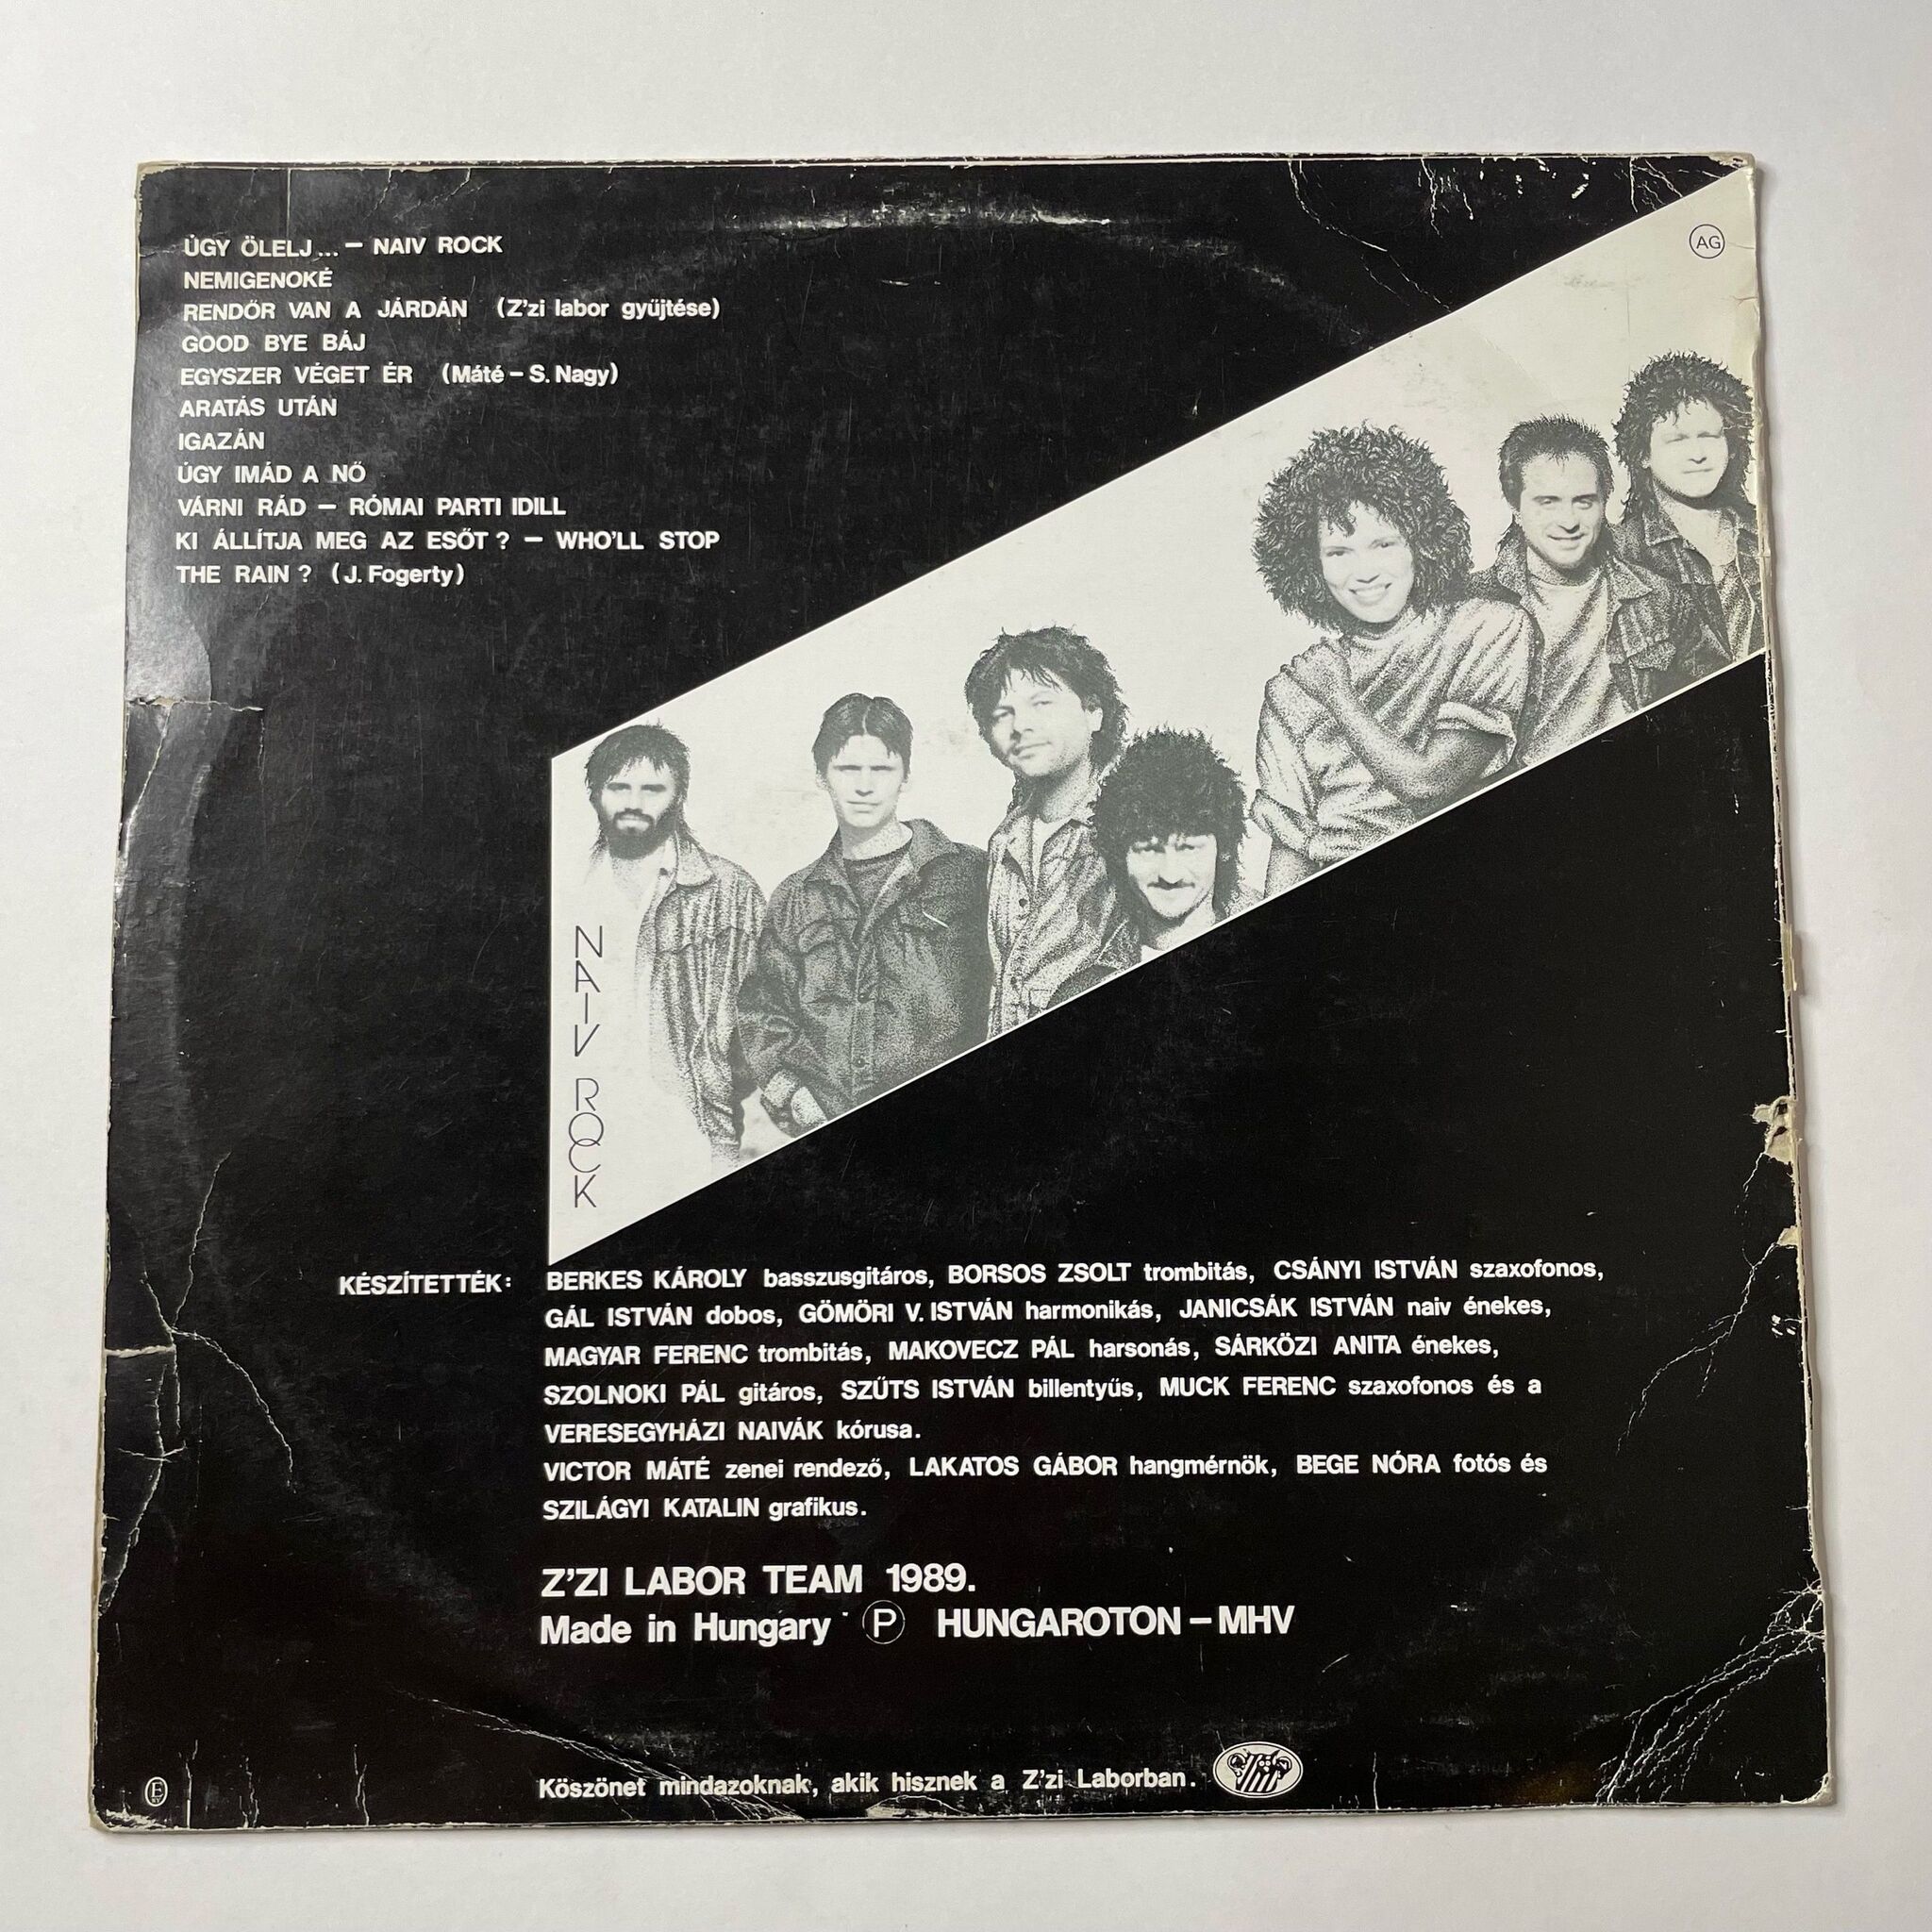 ÚGY ÖLELJ... – NAIV ROCK
NEMIGENOKÉ
RENDŐR VAN A JÁRDÁN (Z'zi labor gyűjtése)
GOOD BYE BÁJ
EGYSZER VÉGET ÉR (Máté – S. Nagy)
ARATÁS UTÁN
IGAZÁN
ÚGY IMÁD A NŐ
VÁRNI RÁD – RÓMAI PARTI IDILL
KI ÁLLÍTJA MEG AZ ESŐT ? – WHO'LL STOP
THE RAIN ? (J. Fogerty)
AG
NAIV ROCK
KÉSZÍTETTÉK: BERKES KÁROLY basszusgitáros, BORSOS ZSOLT trombitás, CSÁNYI ISTVÁN szaxofonos,
GÁL ISTVÁN dobos, GÖMÖRI V. ISTVÁN harmonikás, JANICSÁK ISTVÁN naiv énekes,
MAGYAR FERENC trombitás, MAKOVECZ PÁL harsonás, SÁRKÖZI ANITA énekes,
SZOLNOKI PÁL gitáros, SZŰTS ISTVÁN billentyűs, MUCK FERENC szaxofonos és a
VERESEGYHÁZI NAIVÁK kórusa.
VICTOR MÁTÉ zenei rendező, LAKATOS GÁBOR hangmérnök, BEGE NÓRA fotós és
SZILÁGYI KATALIN grafikus.
Z'ZI LABOR TEAM 1989.
Made in Hungary Ⓟ HUNGAROTON – MHV
Köszönet mindazoknak, akik hisznek a Z'zi Laborban.